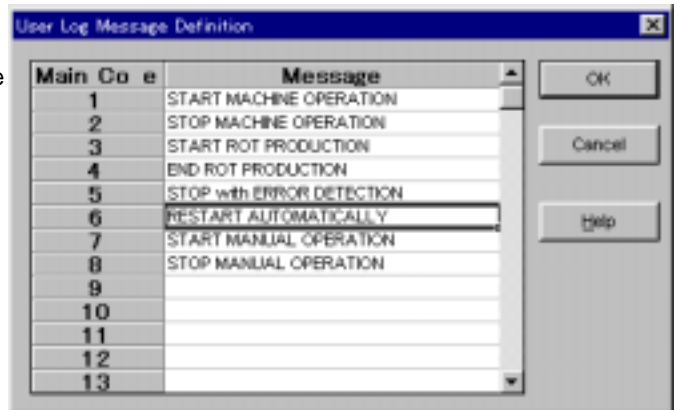 User Log Message Definition
Main Co e Message
1 START MACHINE OPERATION
2 STOP MACHINE OPERATION
3 START ROT PRODUCTION
4 END ROT PRODUCTION
5 STOP with ERROR DETECTION
6 RESTART AUTOMATICALLY
7 START MANUAL OPERATION
8 STOP MANUAL OPERATION
9
10
11
12
13
OK
Cancel
Help
e